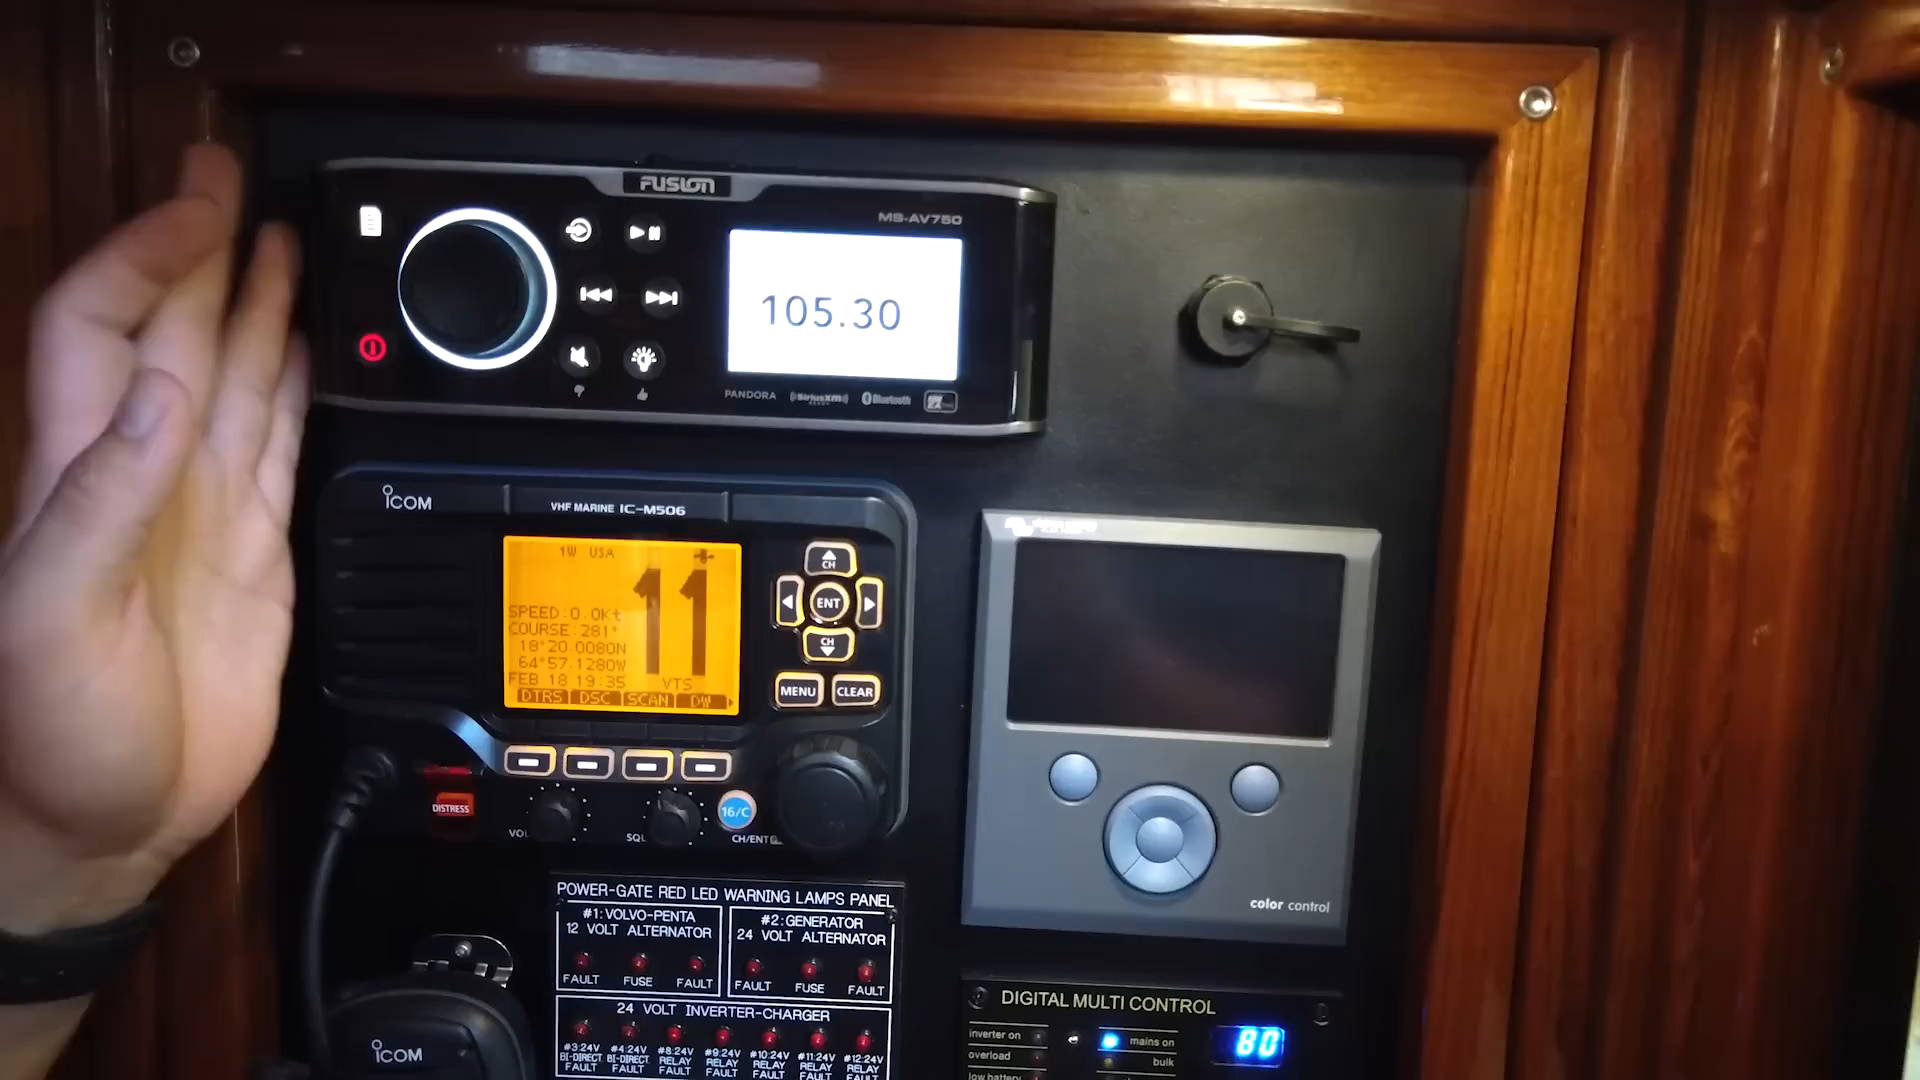 FUSION
MS-AV750
105.30
PANDORA
SiriusXM
Bluetooth
ICOM
VHF MARINE IC-M506
1W USA
11
SPEED:0.0kt
COURSE:281°
18°20.0080N
64°57.1280W
FEB 18 19:35
VTS
DTRS DSC SCAN DW
CH
ENT
CH
MENU
CLEAR
DISTRESS
VOL
SQL
16/C
CH/ENT
color control
POWER-GATE RED LED WARNING LAMPS PANEL
#1:VOLVO-PENTA
12 VOLT ALTERNATOR
FAULT FUSE FAULT
#2:GENERATOR
24 VOLT ALTERNATOR
FAULT FUSE FAULT
24 VOLT INVERTER-CHARGER
#3:24V #4:24V #8:24V #9:24V #10:24V #11:24V #12:24V
BI-DIRECT BI-DIRECT RELAY RELAY RELAY RELAY RELAY
FAULT FAULT FAULT FAULT FAULT FAULT FAULT
ICOM
DIGITAL MULTI CONTROL
inverter on
mains on
80
overload
bulk
low battery